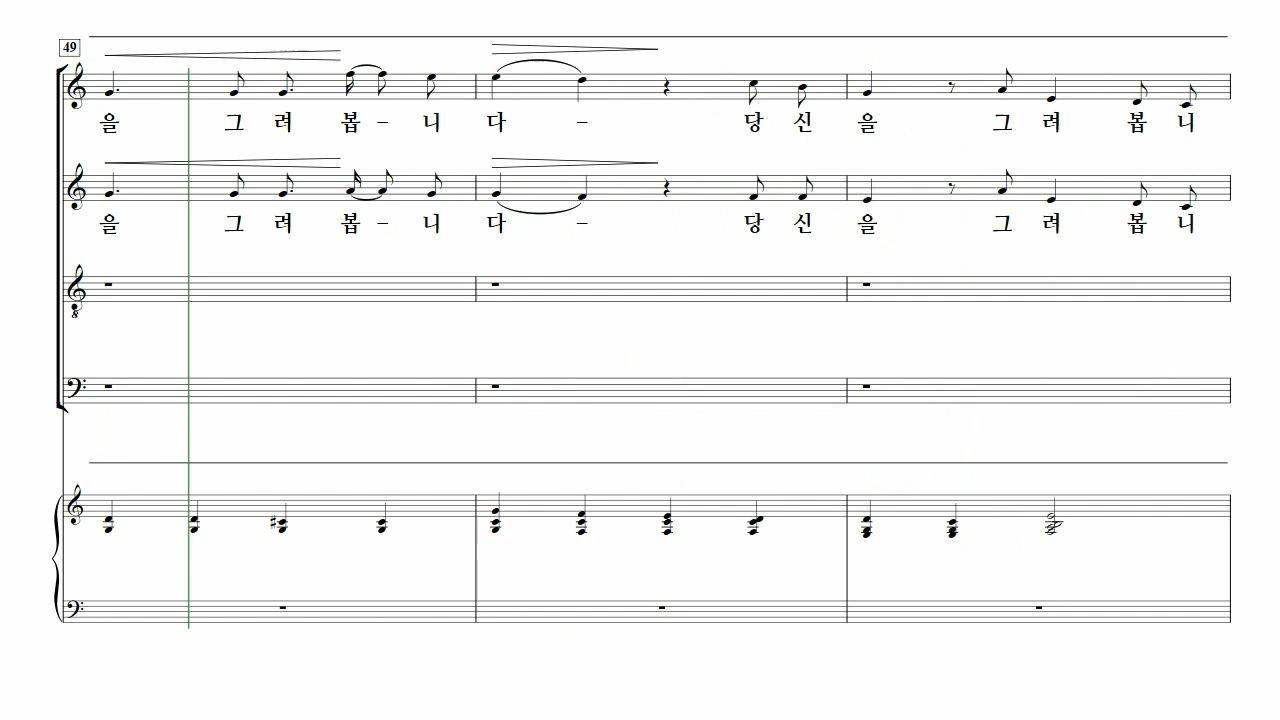 49
을 그 려 봅 – 니 다 – 당 신 을 그 려 봅 니
을 그 려 봅 – 니 다 – 당 신 을 그 려 봅 니
8